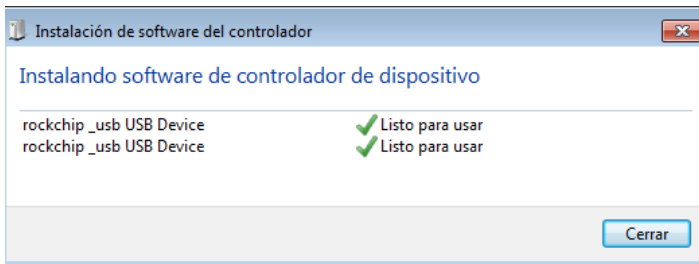 Instalación de software del controlador
Instalando software de controlador de dispositivo
rockchip _usb USB Device Listo para usar
rockchip _usb USB Device Listo para usar
Cerrar